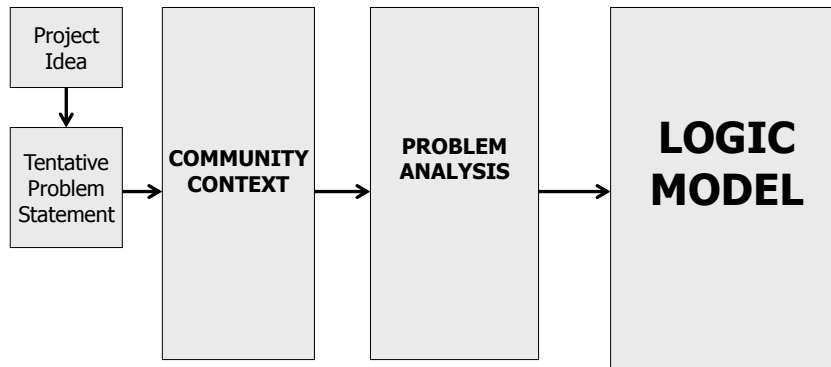 Project
Idea
Tentative
Problem
Statement
COMMUNITY
CONTEXT
PROBLEM
ANALYSIS
LOGIC
MODEL